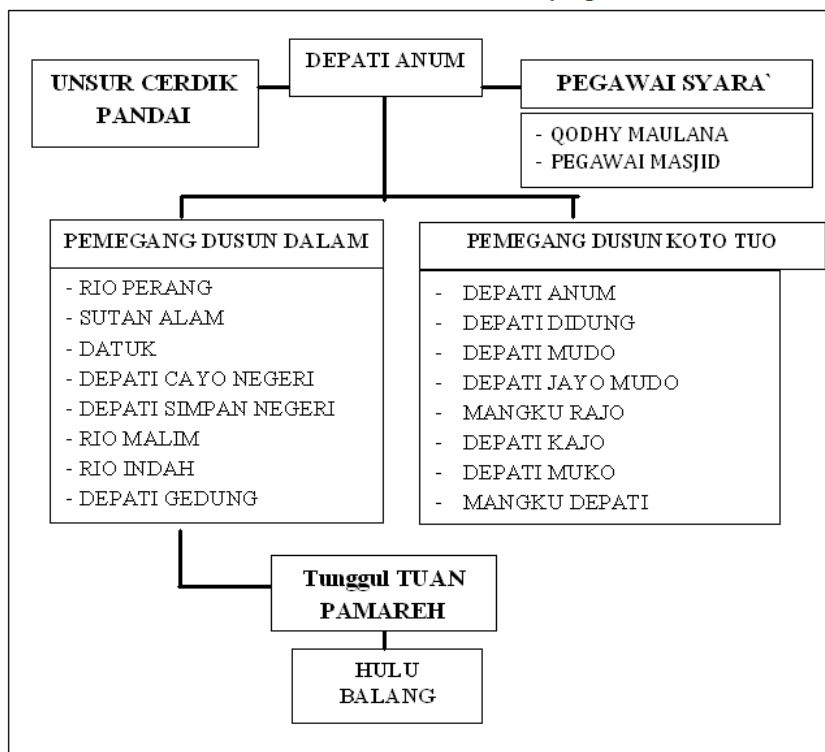 DEPATI ANUM
UNSUR CERDIK
PANDAI
PEGAWAI SYARA`
- QODHY MAULANA
- PEGAWAI MASJID
PEMEGANG DUSUN DALAM
- RIO PERANG
- SUTAN ALAM
- DATUK
- DEPATI CAYO NEGERI
- DEPATI SIMPAN NEGERI
- RIO MALIM
- RIO INDAH
- DEPATI GEDUNG
PEMEGANG DUSUN KOTO TUO
- DEPATI ANUM
- DEPATI DIDUNG
- DEPATI MUDO
- DEPATI JAYO MUDO
- MANGKU RAJO
- DEPATI KAJO
- DEPATI MUKO
- MANGKU DEPATI
Tunggul TUAN
PAMAREH
HULU
BALANG